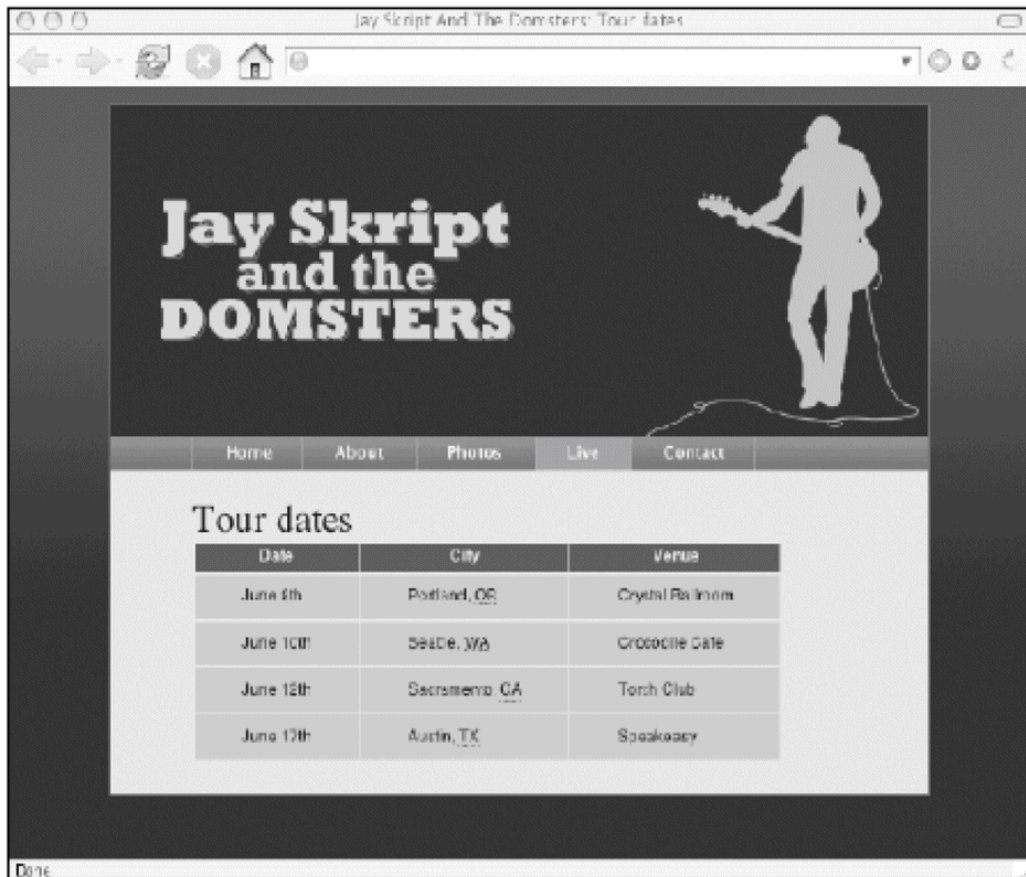 Jay Skript And The Domsters: Tour dates
Jay Skript
and the
DOMSTERS
Home About Photos Live Contact
Tour dates
Date City Venue
June 9th Portland, OR Crystal Ballroom
June 10th Seattle, WA Crocodile Cafe
June 12th Sacramento, CA Torch Club
June 17th Austin, TX Speakeasy
Done